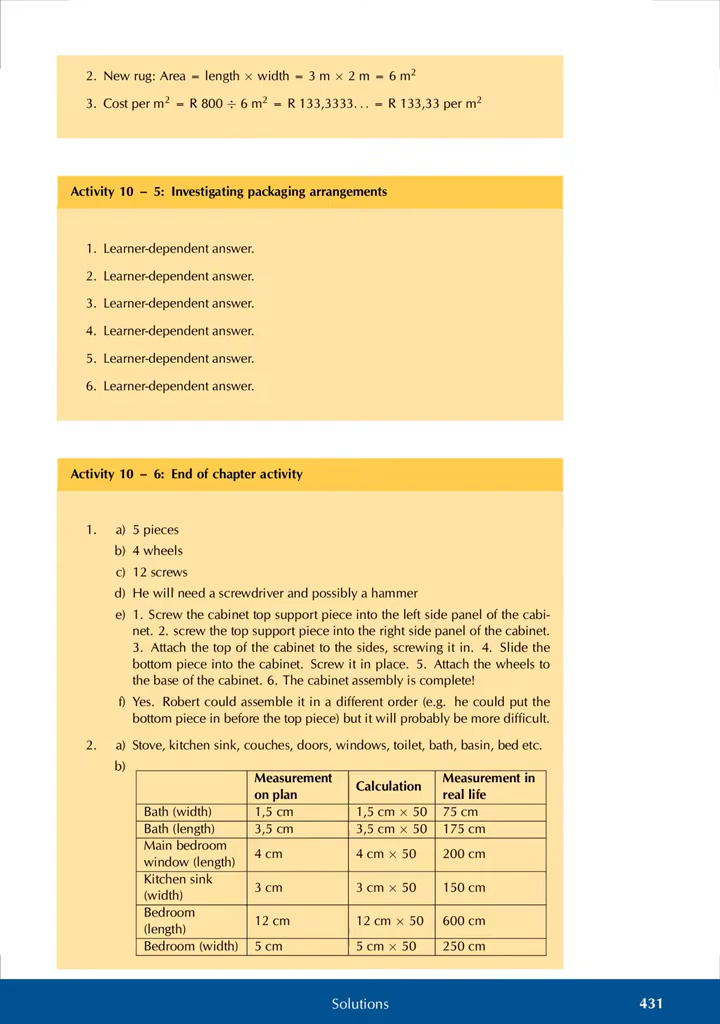 2. New rug: Area = length × width = 3 m × 2 m = 6 m²
3. Cost per m² = R 800 ÷ 6 m² = R 133,3333. . . = R 133,33 per m²
Activity 10 – 5: Investigating packaging arrangements
1. Learner-dependent answer.
2. Learner-dependent answer.
3. Learner-dependent answer.
4. Learner-dependent answer.
5. Learner-dependent answer.
6. Learner-dependent answer.
Activity 10 – 6: End of chapter activity
1. a) 5 pieces
b) 4 wheels
c) 12 screws
d) He will need a screwdriver and possibly a hammer
e) 1. Screw the cabinet top support piece into the left side panel of the cabi-
net. 2. screw the top support piece into the right side panel of the cabinet.
3. Attach the top of the cabinet to the sides, screwing it in. 4. Slide the
bottom piece into the cabinet. Screw it in place. 5. Attach the wheels to
the base of the cabinet. 6. The cabinet assembly is complete!
f) Yes. Robert could assemble it in a different order (e.g. he could put the
bottom piece in before the top piece) but it will probably be more difficult.
2. a) Stove, kitchen sink, couches, doors, windows, toilet, bath, basin, bed etc.
b)
Measurement on plan | Calculation | Measurement in real life
Bath (width) | 1,5 cm | 1,5 cm × 50 | 75 cm
Bath (length) | 3,5 cm | 3,5 cm × 50 | 175 cm
Main bedroom window (length) | 4 cm | 4 cm × 50 | 200 cm
Kitchen sink (width) | 3 cm | 3 cm × 50 | 150 cm
Bedroom (length) | 12 cm | 12 cm × 50 | 600 cm
Bedroom (width) | 5 cm | 5 cm × 50 | 250 cm
Solutions 431